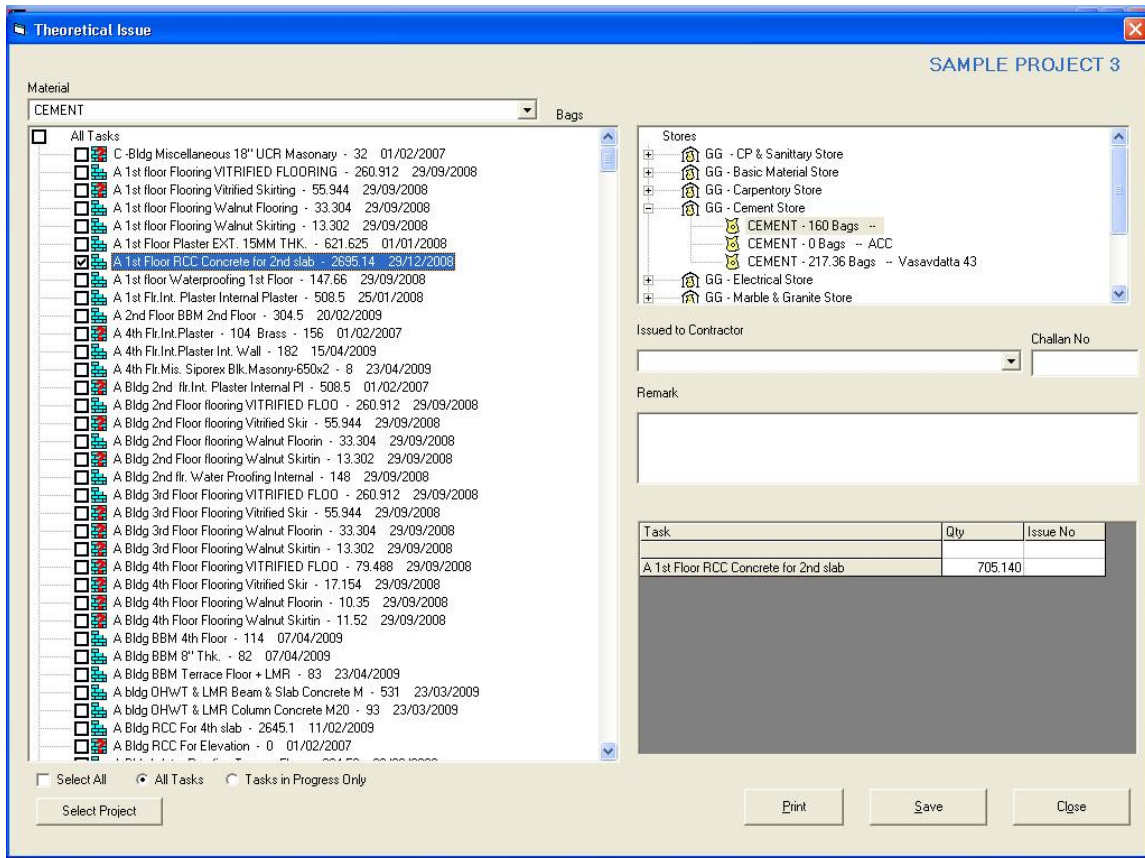 Theoretical Issue
SAMPLE PROJECT 3
Material
CEMENT
Bags
All Tasks
C -Bldg Miscellaneous 18" UCR Masonary - 32 01/02/2007
A 1st floor Flooring VITRIFIED FLOORING - 260.912 29/09/2008
A 1st floor Flooring Vitrified Skirting - 55.944 29/09/2008
A 1st floor Flooring Walnut Flooring - 33.304 29/09/2008
A 1st floor Flooring Walnut Skirting - 13.302 29/09/2008
A 1st Floor Plaster EXT. 15MM THK. - 621.625 01/01/2008
A 1st Floor RCC Concrete for 2nd slab - 2695.14 29/12/2008
A 1st floor Waterproofing 1st Floor - 147.66 29/09/2008
A 1st Flr.Int. Plaster Internal Plaster - 508.5 25/01/2008
A 2nd Floor BBM 2nd Floor - 304.5 20/02/2009
A 4th Flr.Int.Plaster - 104 Brass - 156 01/02/2007
A 4th Flr.Int.Plaster Int. Wall - 182 15/04/2009
A 4th Flr.Mis. Siporex Blk.Masonry-650x2 - 8 23/04/2009
A Bldg 2nd flr.Int. Plaster Internal Pl - 508.5 01/02/2007
A Bldg 2nd Floor flooring VITRIFIED FLOO - 260.912 29/09/2008
A Bldg 2nd Floor flooring Vitrified Skir - 55.944 29/09/2008
A Bldg 2nd Floor flooring Walnut Floorin - 33.304 29/09/2008
A Bldg 2nd Floor flooring Walnut Skirtin - 13.302 29/09/2008
A Bldg 2nd flr. Water Proofing Internal - 148 29/09/2008
A Bldg 3rd Floor Flooring VITRIFIED FLOO - 260.912 29/09/2008
A Bldg 3rd Floor Flooring Vitrified Skir - 55.944 29/09/2008
A Bldg 3rd Floor Flooring Walnut Floorin - 33.304 29/09/2008
A Bldg 3rd Floor Flooring Walnut Skirtin - 13.302 29/09/2008
A Bldg 4th Floor Flooring VITRIFIED FLOO - 79.488 29/09/2008
A Bldg 4th Floor Flooring Vitrified Skir - 17.154 29/09/2008
A Bldg 4th Floor Flooring Walnut Floorin - 10.35 29/09/2008
A Bldg 4th Floor Flooring Walnut Skirtin - 11.52 29/09/2008
A Bldg BBM 4th Floor - 114 07/04/2009
A Bldg BBM 8" Thk. - 82 07/04/2009
A Bldg BBM Terrace Floor + LMR - 83 23/04/2009
A bldg OHWT & LMR Beam & Slab Concrete M - 531 23/03/2009
A bldg OHWT & LMR Column Concrete M20 - 93 23/03/2009
A Bldg RCC For 4th slab - 2645.1 11/02/2009
A Bldg RCC For Elevation - 0 01/02/2007
Select All
All Tasks
Tasks in Progress Only
Select Project
Stores
GG - CP & Sanittary Store
GG - Basic Material Store
GG - Carpentory Store
GG - Cement Store
CEMENT - 160 Bags --
CEMENT - 0 Bags -- ACC
CEMENT - 217.36 Bags -- Vasavdatta 43
GG - Electrical Store
GG - Marble & Granite Store
Issued to Contractor
Challan No
Remark
Task Qty Issue No
A 1st Floor RCC Concrete for 2nd slab 705.140
Print
Save
Close